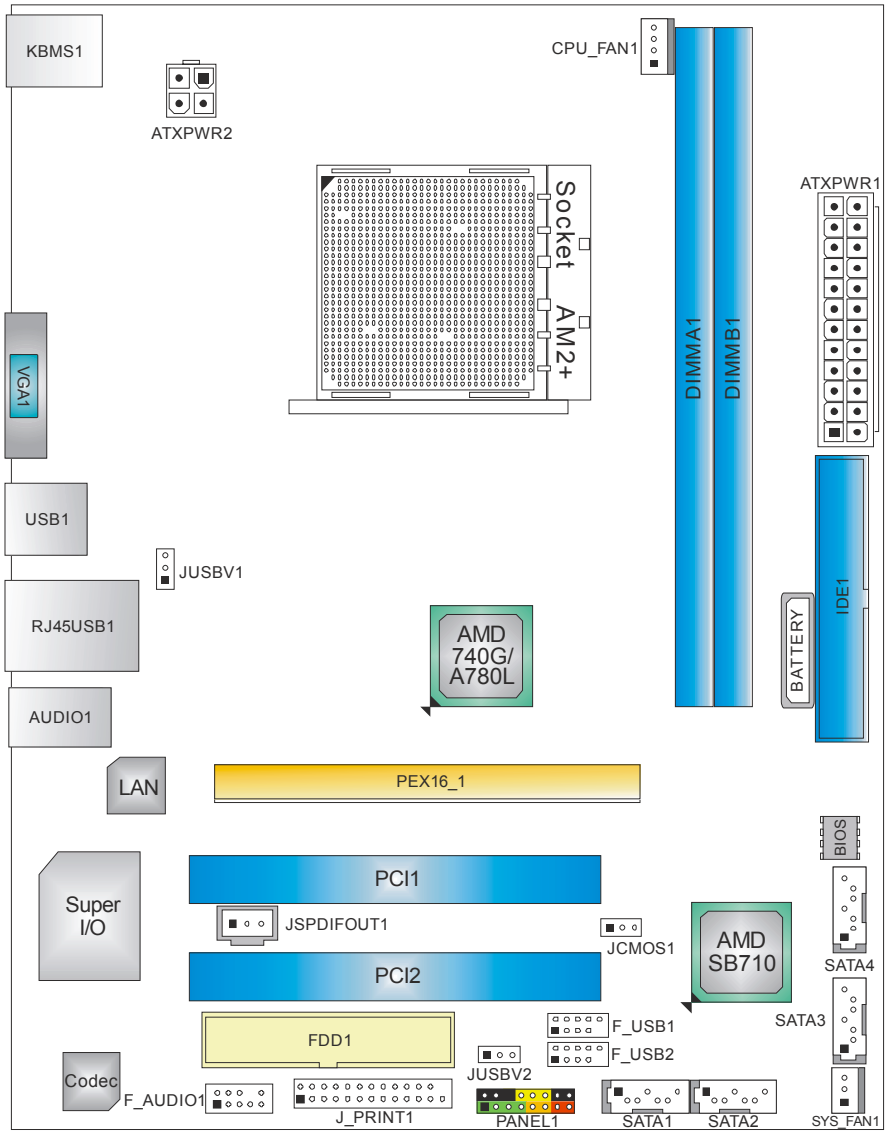 KBMS1
CPU_FAN1
ATXPWR2
ATXPWR1
Socket AM2+
DIMMA1
DIMMB1
VGA1
USB1
JUSBV1
IDE1
RJ45USB1
BATTERY
AMD
740G/
A780L
AUDIO1
LAN
PEX16_1
BIOS
PCI1
Super
I/O
JSPDIFOUT1
JCMOS1
AMD
SB710
SATA4
PCI2
SATA3
F_USB1
FDD1
F_USB2
JUSBV2
Codec
F_AUDIO1
J_PRINT1
PANEL1
SATA1
SATA2
SYS_FAN1